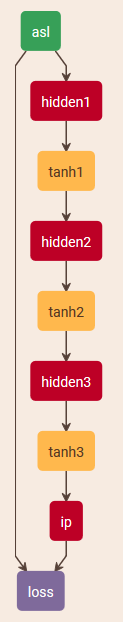 asl
hidden1
tanh1
hidden2
tanh2
hidden3
tanh3
ip
loss